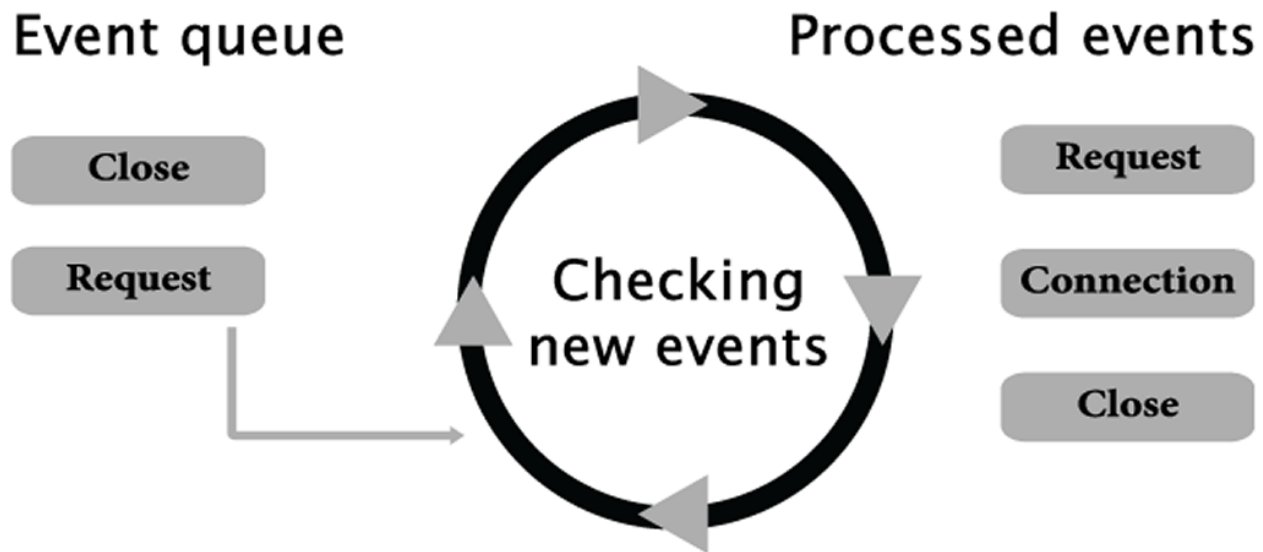 Event queue
Close
Request
Checking
new events
Processed events
Request
Connection
Close